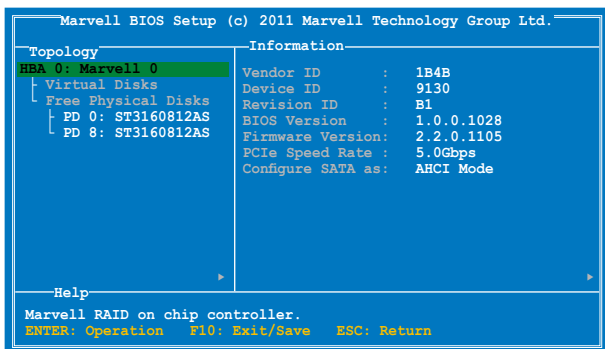 Marvell BIOS Setup (c) 2011 Marvell Technology Group Ltd.
Topology
HBA 0: Marvell 0
Virtual Disks
Free Physical Disks
PD 0: ST3160812AS
PD 8: ST3160812AS
Information
Vendor ID : 1B4B
Device ID : 9130
Revision ID : B1
BIOS Version : 1.0.0.1028
Firmware Version: 2.2.0.1105
PCIe Speed Rate : 5.0Gbps
Configure SATA as: AHCI Mode
Help
Marvell RAID on chip controller.
ENTER: Operation F10: Exit/Save ESC: Return